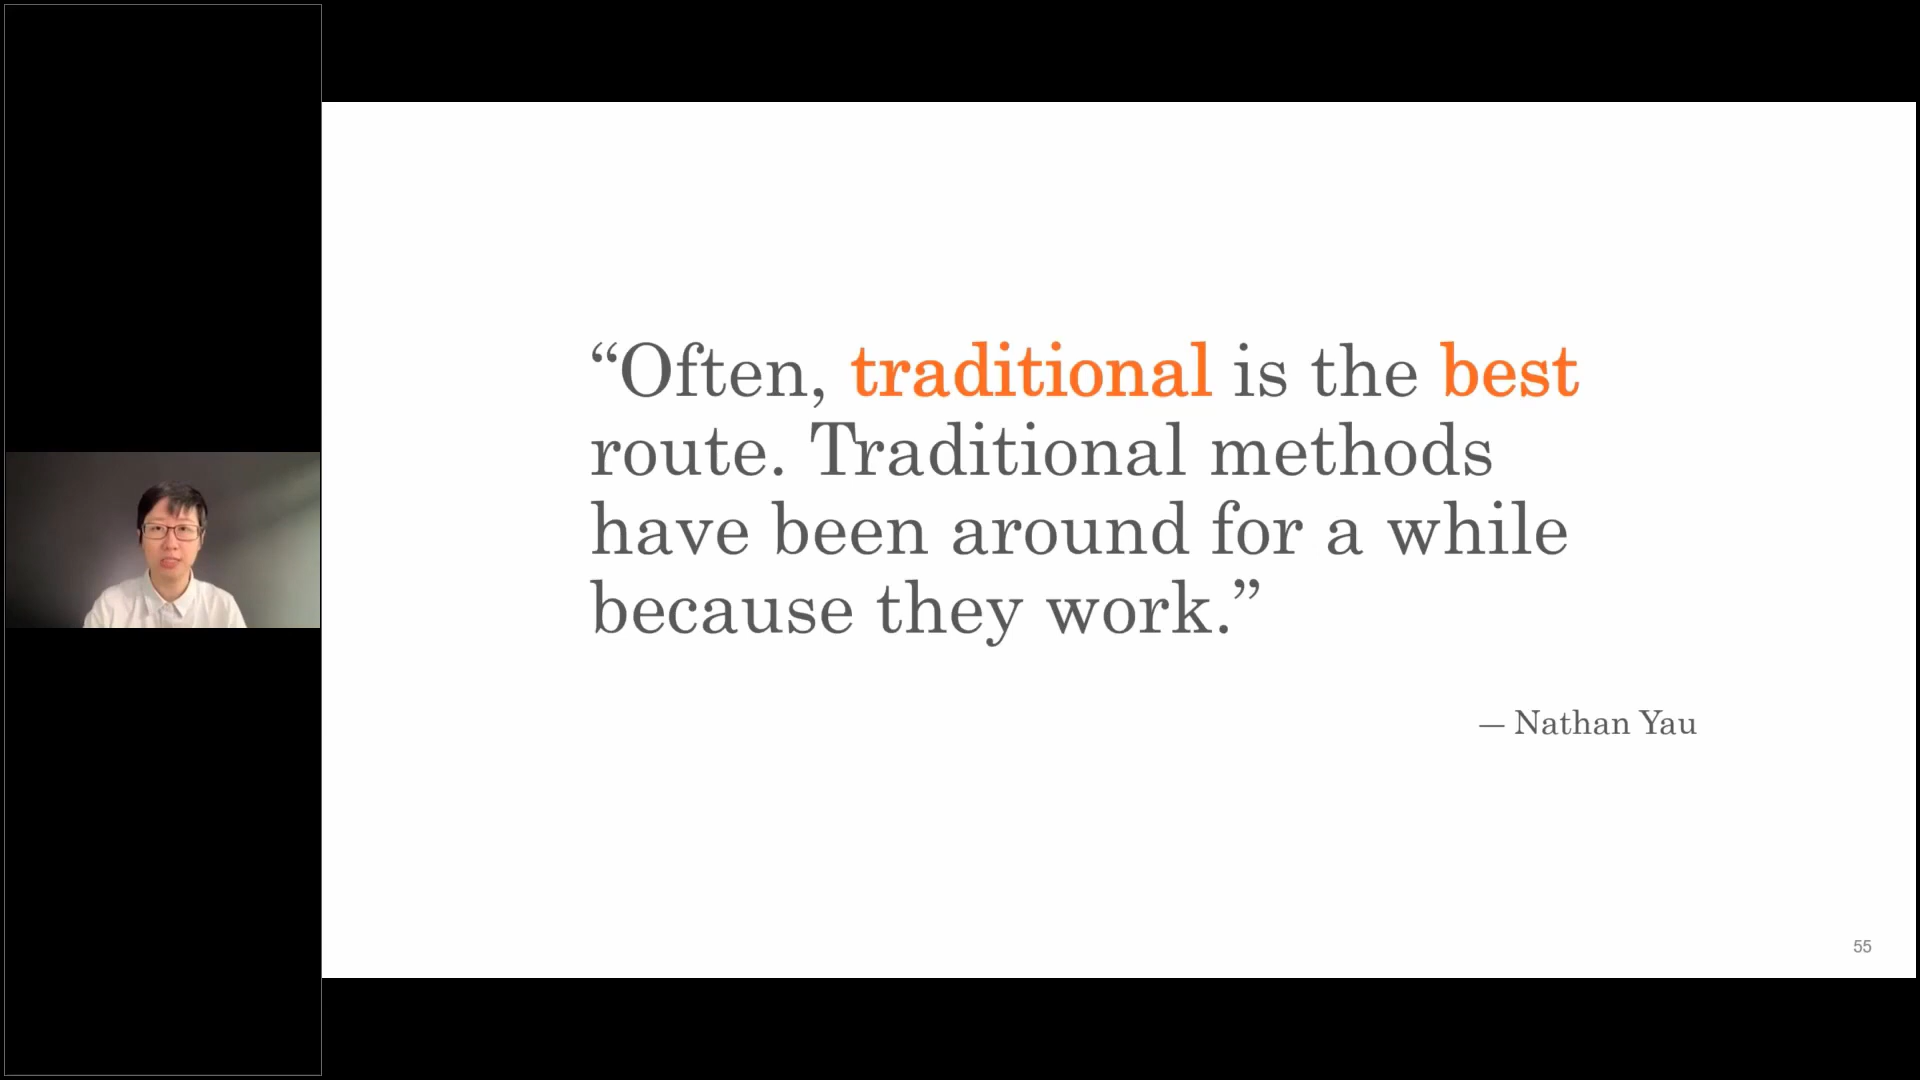 “Often, traditional is the best
route. Traditional methods
have been around for a while
because they work.”
— Nathan Yau
55